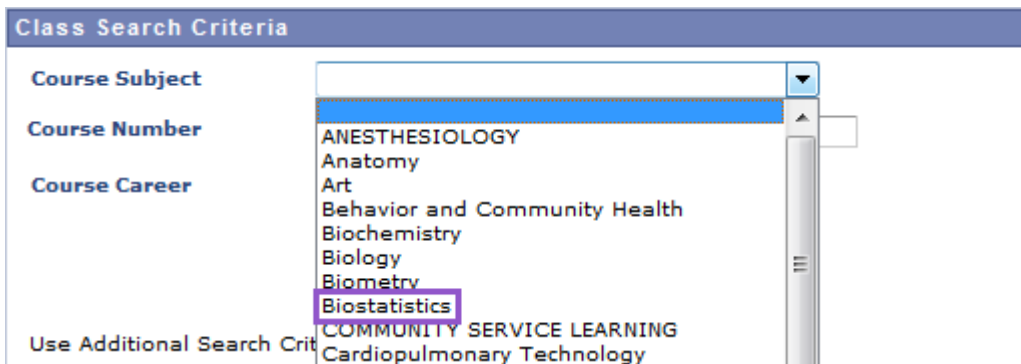 Class Search Criteria
Course Subject
Course Number
Course Career
ANESTHESIOLOGY
Anatomy
Art
Behavior and Community Health
Biochemistry
Biology
Biometry
Biostatistics
COMMUNITY SERVICE LEARNING
Cardiopulmonary Technology
Use Additional Search Crit